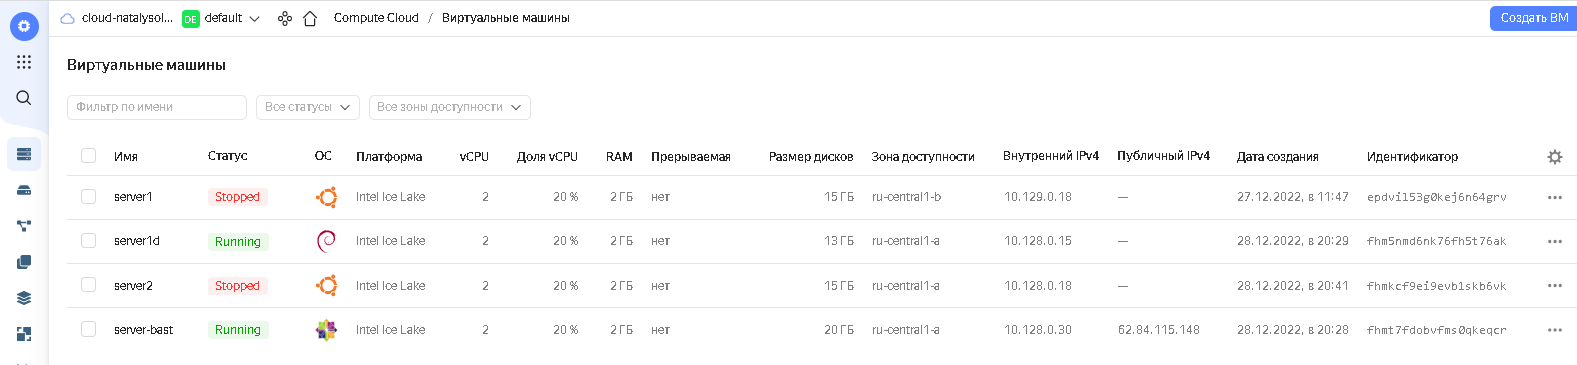 cloud-natalysol... DE default Compute Cloud / Виртуальные машины Создать ВМ
Виртуальные машины
Фильтр по имени Все статусы Все зоны доступности
Имя Статус ОС Платформа vCPU Доля vCPU RAM Прерываемая Размер дисков Зона доступности Внутренний IPv4 Публичный IPv4 Дата создания Идентификатор
server1 Stopped Intel Ice Lake 2 20 % 2 ГБ нет 15 ГБ ru-central1-b 10.129.0.18 — 27.12.2022, в 11:47 epdvil53g0kej6n64grv
server1d Running Intel Ice Lake 2 20 % 2 ГБ нет 13 ГБ ru-central1-a 10.128.0.15 — 28.12.2022, в 20:29 fhm5nmd6nk76fh5t76ak
server2 Stopped Intel Ice Lake 2 20 % 2 ГБ нет 15 ГБ ru-central1-a 10.128.0.18 — 28.12.2022, в 20:41 fhmkcf9ei9evb1skb6vk
server-bast Running Intel Ice Lake 2 20 % 2 ГБ нет 20 ГБ ru-central1-a 10.128.0.30 62.84.115.148 28.12.2022, в 20:28 fhmt7fdobvfms0qkeqcr